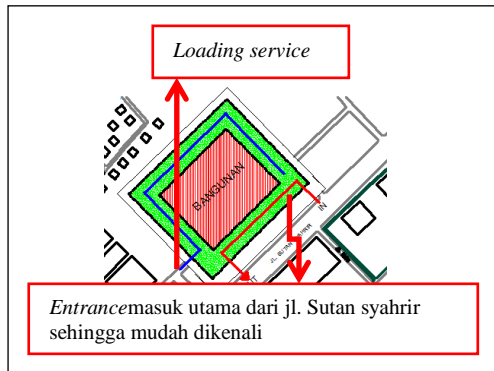 Loading service
BANGUNAN
IN
Entrancemasuk utama dari jl. Sutan syahrir
sehingga mudah dikenali